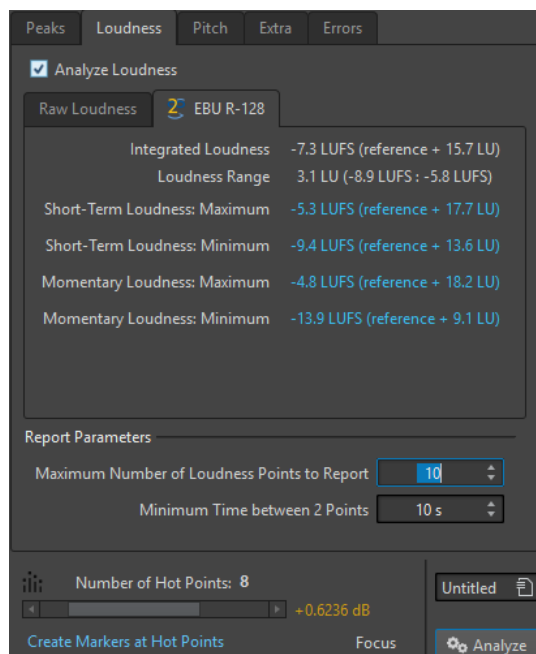 Peaks Loudness Pitch Extra Errors
Analyze Loudness
Raw Loudness 2 EBU R-128
Integrated Loudness -7.3 LUFS (reference + 15.7 LU)
Loudness Range 3.1 LU (-8.9 LUFS : -5.8 LUFS)
Short-Term Loudness: Maximum -5.3 LUFS (reference + 17.7 LU)
Short-Term Loudness: Minimum -9.4 LUFS (reference + 13.6 LU)
Momentary Loudness: Maximum -4.8 LUFS (reference + 18.2 LU)
Momentary Loudness: Minimum -13.9 LUFS (reference + 9.1 LU)
Report Parameters
Maximum Number of Loudness Points to Report 10
Minimum Time between 2 Points 10 s
Number of Hot Points: 8
Untitled
+0.6236 dB
Create Markers at Hot Points Focus Analyze